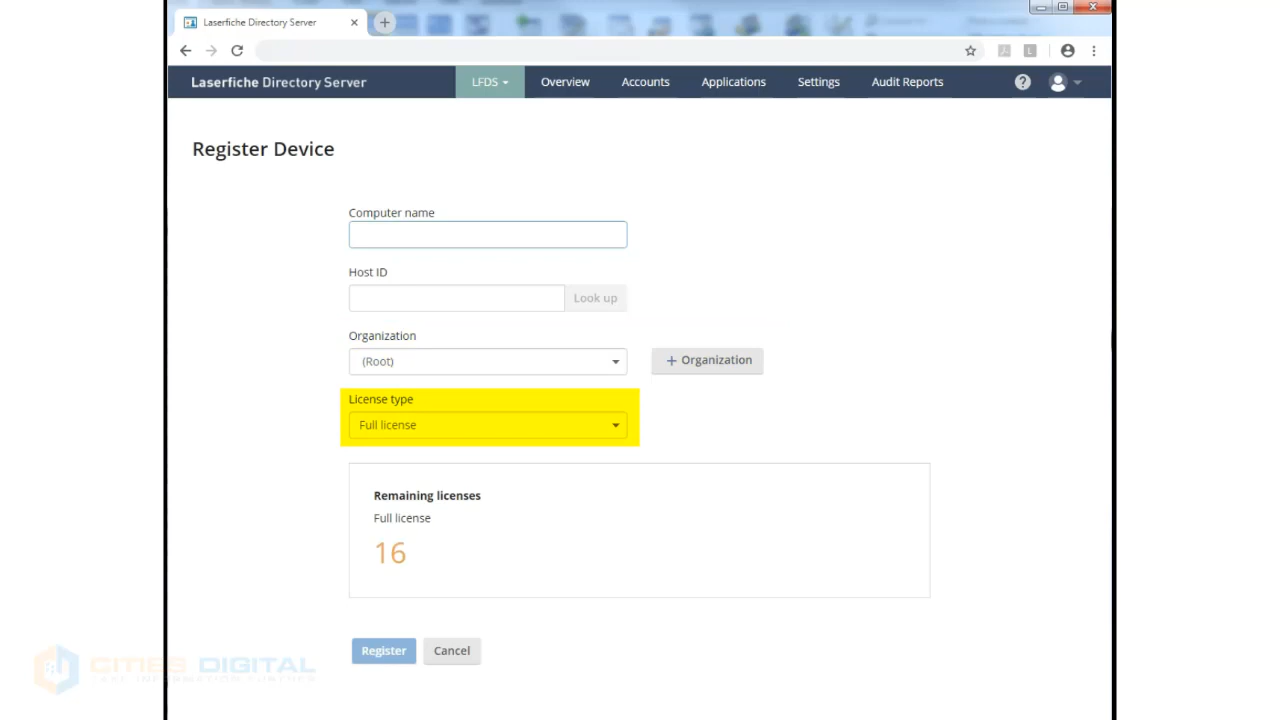 Laserfiche Directory Server
Laserfiche Directory Server
LFDS
Overview
Accounts
Applications
Settings
Audit Reports
Register Device
Computer name
Host ID
Look up
Organization
(Root)
+ Organization
License type
Full license
Remaining licenses
Full license
16
Register
Cancel
CITIES DIGITAL